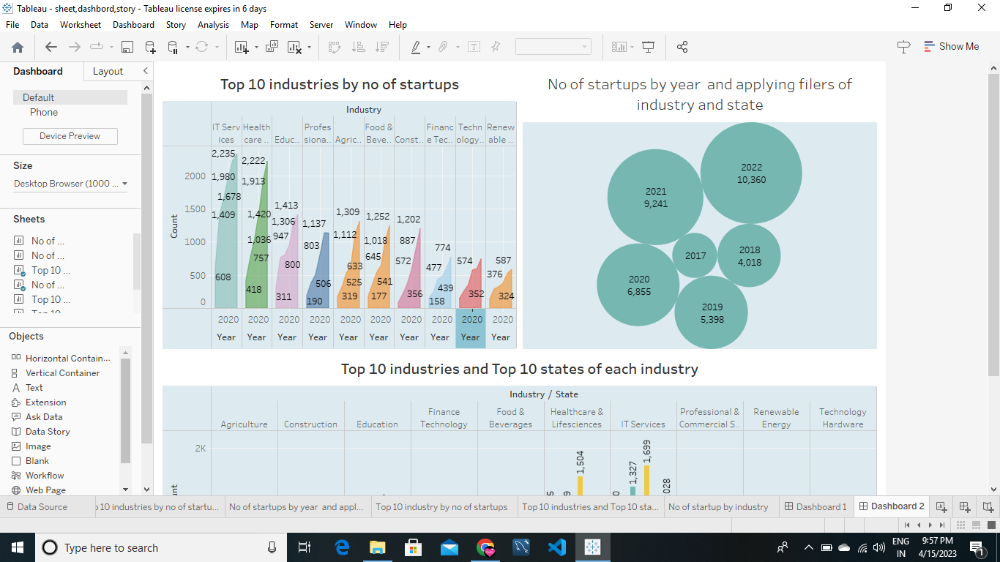 Tableau - sheet,dashbord,story - Tableau license expires in 6 days
File Data Worksheet Dashboard Story Analysis Map Format Server Window Help
Show Me
Dashboard Layout
Default
Phone
Device Preview
Size
Desktop Browser (1000 ...
Sheets
No of ...
No of ...
Top 10 ...
No of ...
Top 10 ...
Objects
Horizontal Contain...
Vertical Container
Text
Extension
Ask Data
Data Story
Image
Blank
Workflow
Web Page
Top 10 industries by no of startups
Industry
IT Serv
ices
Health
care ..
Educ..
Profes
siona..
Agric..
Food &
Beve..
Const..
Financ
e Tec..
Techn
ology..
Renew
able ..
Count
2000
1500
1000
500
0
2,235
1,980
1,678
1,409
608
2,222
1,913
1,420
1,036
757
418
1,413
1,306
947
800
311
1,137
803
506
190
1,309
1,112
633
525
319
1,252
1,018
645
541
177
1,202
887
572
356
774
477
439
158
574
352
587
376
324
2020 2020 2020 2020 2020 2020 2020 2020 2020 2020
Year Year Year Year Year Year Year Year Year Year
No of startups by year and applying filers of
industry and state
2022
10,360
2021
9,241
2017
2018
4,018
2020
6,855
2019
5,398
Top 10 industries and Top 10 states of each industry
Industry / State
Agriculture
Construction
Education
Finance
Technology
Food &
Beverages
Healthcare &
Lifesciences
IT Services
Professional &
Commercial S..
Renewable
Energy
Technology
Hardware
2K
1,504
1,327
1,699
Data Source
No of startups by year and appl...
Top 10 industry by no of startups
Top 10 industries and Top 10 sta...
No of startup by industry
Dashboard 1
Dashboard 2
Type here to search
ENG
IN
9:57 PM
4/15/2023
1